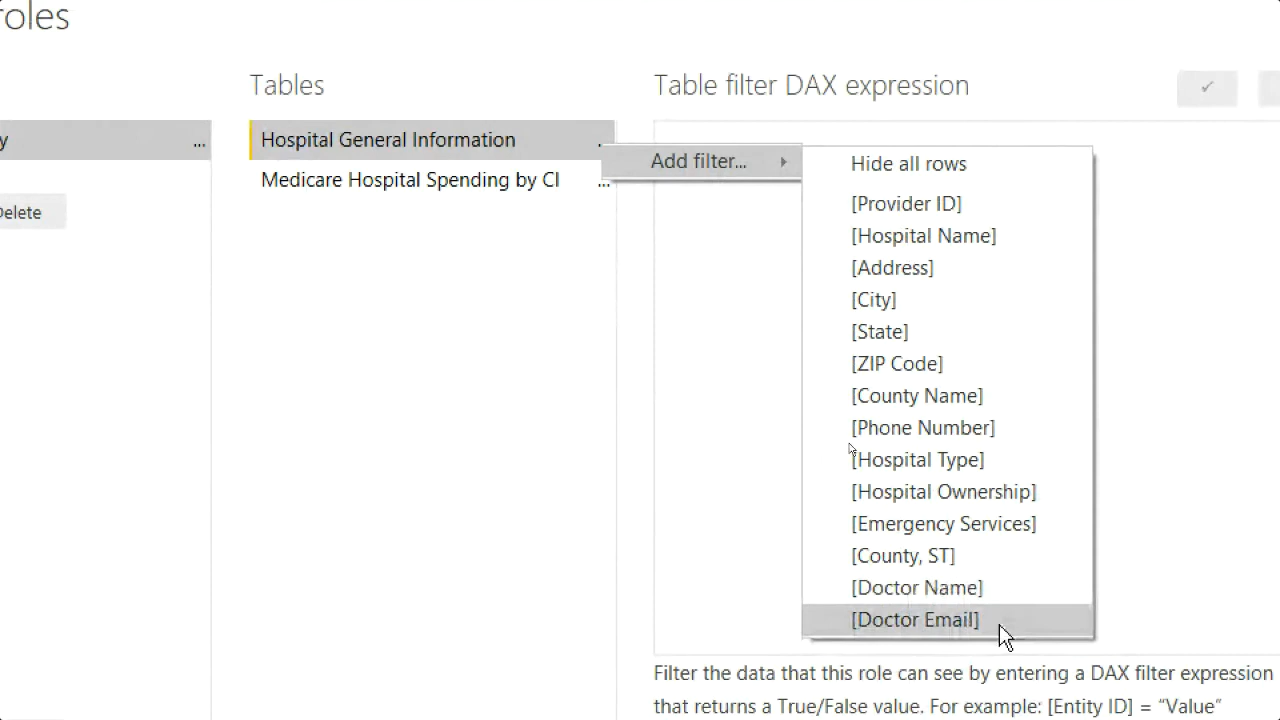 roles
Tables
Table filter DAX expression
y
...
Hospital General Information
Medicare Hospital Spending by Cl
...
Delete
Add filter...
Hide all rows
[Provider ID]
[Hospital Name]
[Address]
[City]
[State]
[ZIP Code]
[County Name]
[Phone Number]
[Hospital Type]
[Hospital Ownership]
[Emergency Services]
[County, ST]
[Doctor Name]
[Doctor Email]
Filter the data that this role can see by entering a DAX filter expression
that returns a True/False value. For example: [Entity ID] = “Value”